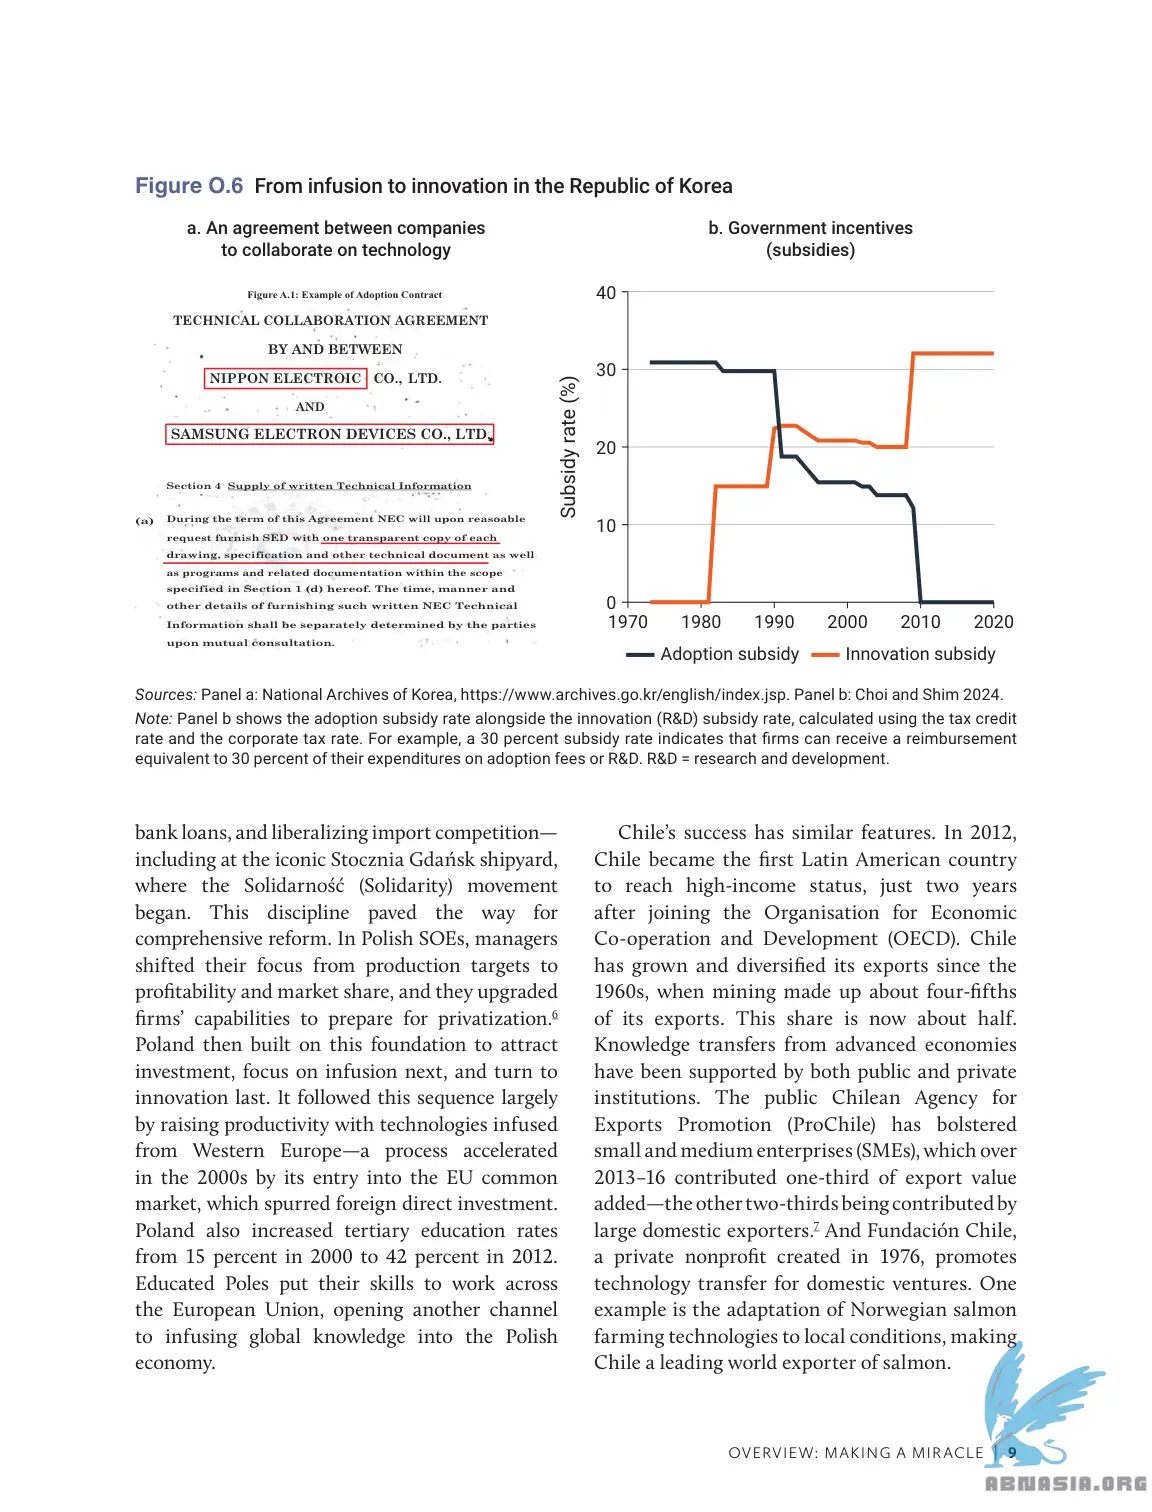 Figure O.6 From infusion to innovation in the Republic of Korea
a. An agreement between companies
to collaborate on technology
Figure A.1: Example of Adoption Contract
TECHNICAL COLLABORATION AGREEMENT
BY AND BETWEEN
NIPPON ELECTROIC CO., LTD.
AND
SAMSUNG ELECTRON DEVICES CO., LTD.
Section 4 Supply of written Technical Information
(a) During the term of this Agreement NEC will upon reasoable
request furnish SED with one transparent copy of each
drawing, specification and other technical document as well
as programs and related documentation within the scope
specified in Section 1 (d) hereof. The time, manner and
other details of furnishing such written NEC Technical
Information shall be separately determined by the parties
upon mutual consultation.
b. Government incentives
(subsidies)
Subsidy rate (%)
40
30
20
10
0
1970 1980 1990 2000 2010 2020
Adoption subsidy Innovation subsidy
Sources: Panel a: National Archives of Korea, https://www.archives.go.kr/english/index.jsp. Panel b: Choi and Shim 2024.
Note: Panel b shows the adoption subsidy rate alongside the innovation (R&D) subsidy rate, calculated using the tax credit
rate and the corporate tax rate. For example, a 30 percent subsidy rate indicates that firms can receive a reimbursement
equivalent to 30 percent of their expenditures on adoption fees or R&D. R&D = research and development.
bank loans, and liberalizing import competition—
including at the iconic Stocznia Gdańsk shipyard,
where the Solidarność (Solidarity) movement
began. This discipline paved the way for
comprehensive reform. In Polish SOEs, managers
shifted their focus from production targets to
profitability and market share, and they upgraded
firms' capabilities to prepare for privatization.6
Poland then built on this foundation to attract
investment, focus on infusion next, and turn to
innovation last. It followed this sequence largely
by raising productivity with technologies infused
from Western Europe—a process accelerated
in the 2000s by its entry into the EU common
market, which spurred foreign direct investment.
Poland also increased tertiary education rates
from 15 percent in 2000 to 42 percent in 2012.
Educated Poles put their skills to work across
the European Union, opening another channel
to infusing global knowledge into the Polish
economy.
Chile's success has similar features. In 2012,
Chile became the first Latin American country
to reach high-income status, just two years
after joining the Organisation for Economic
Co-operation and Development (OECD). Chile
has grown and diversified its exports since the
1960s, when mining made up about four-fifths
of its exports. This share is now about half.
Knowledge transfers from advanced economies
have been supported by both public and private
institutions. The public Chilean Agency for
Exports Promotion (ProChile) has bolstered
small and medium enterprises (SMEs), which over
2013–16 contributed one-third of export value
added—the other two-thirds being contributed by
large domestic exporters.7 And Fundación Chile,
a private nonprofit created in 1976, promotes
technology transfer for domestic ventures. One
example is the adaptation of Norwegian salmon
farming technologies to local conditions, making
Chile a leading world exporter of salmon.
OVERVIEW: MAKING A MIRACLE | 9
ABNASIA.ORG